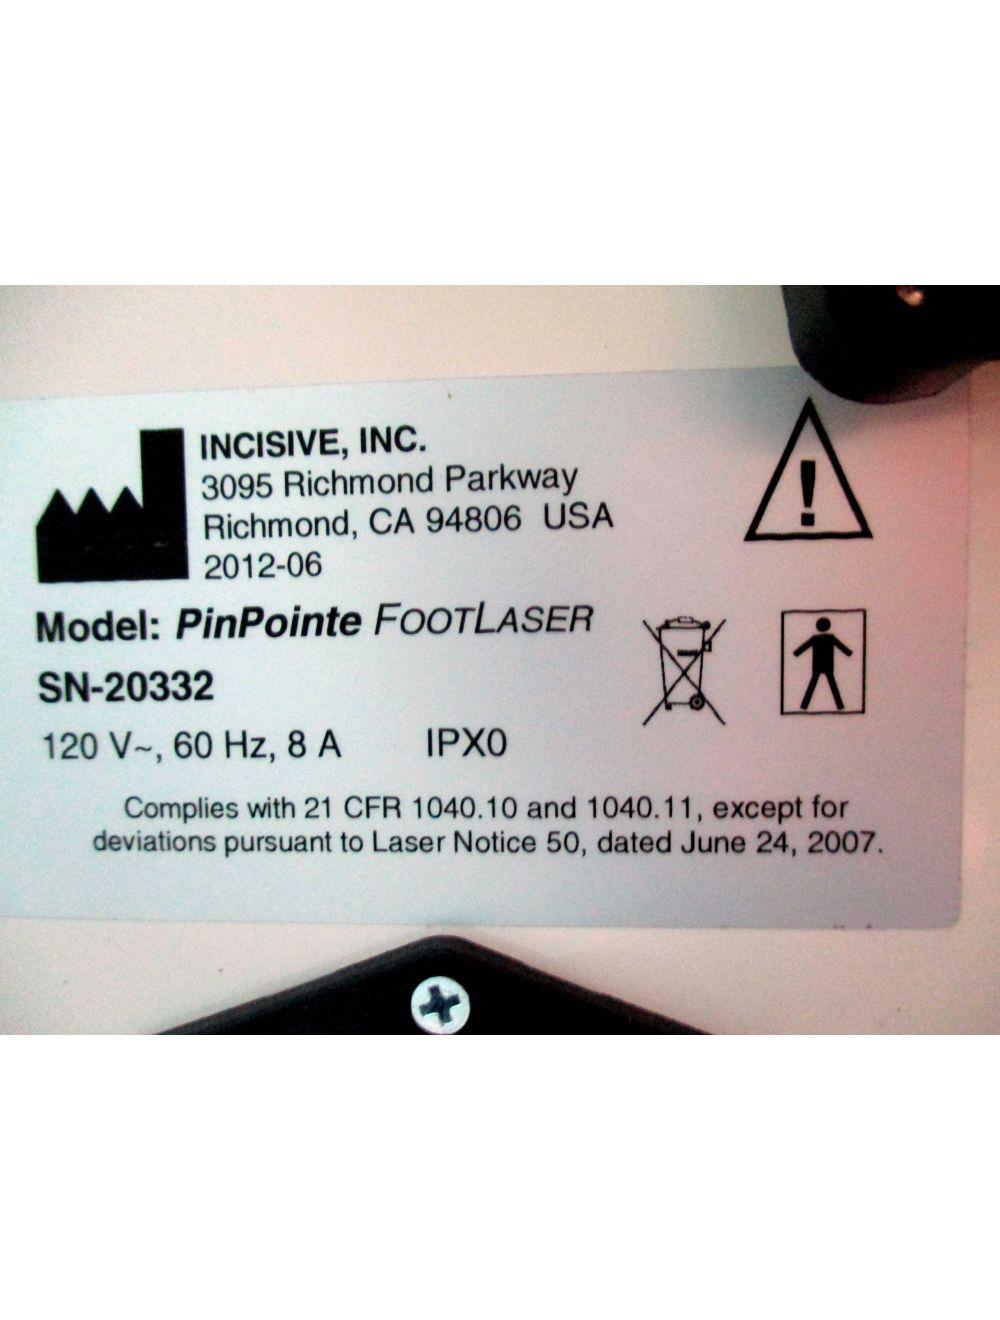 INCISIVE, INC.
3095 Richmond Parkway
Richmond, CA 94806 USA
2012-06
Model: PinPointe FOOTLASER
SN-20332
120 V~, 60 Hz, 8 A IPX0
Complies with 21 CFR 1040.10 and 1040.11, except for
deviations pursuant to Laser Notice 50, dated June 24, 2007.